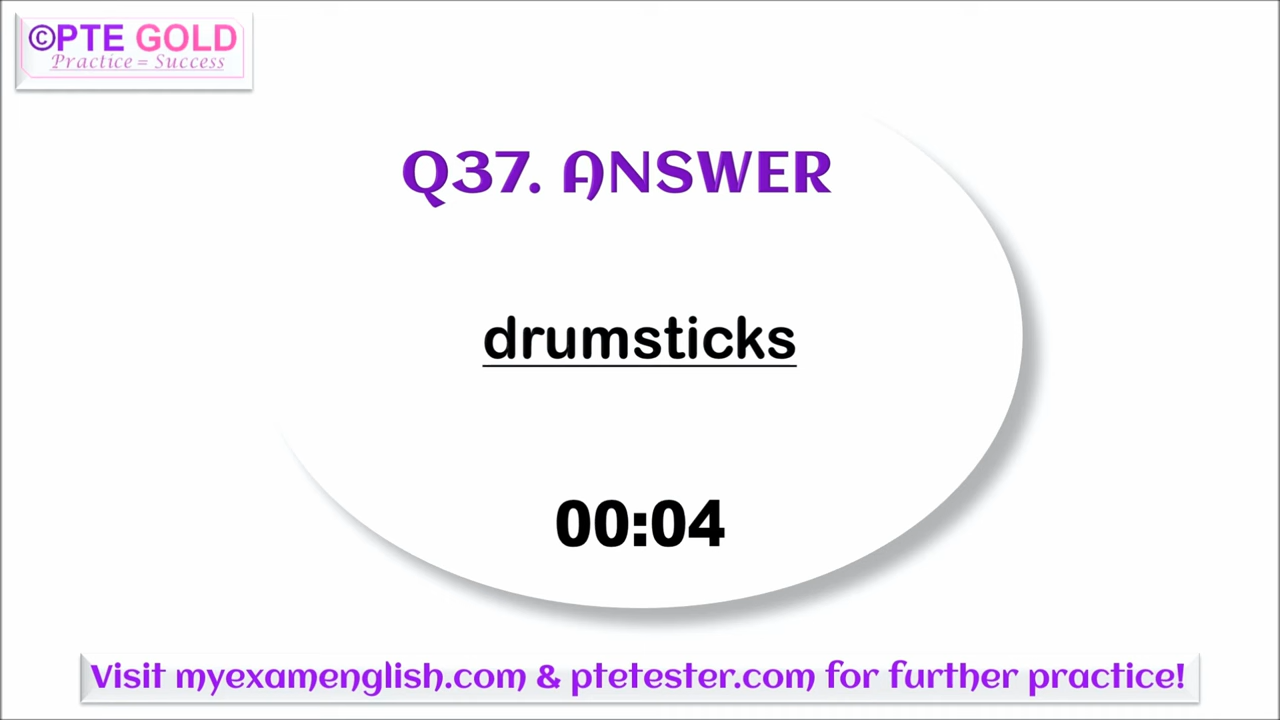 ©PTE GOLD
Practice = Success
Q37. ANSWER
drumsticks
00:04
Visit myexamenglish.com & ptetester.com for further practice!